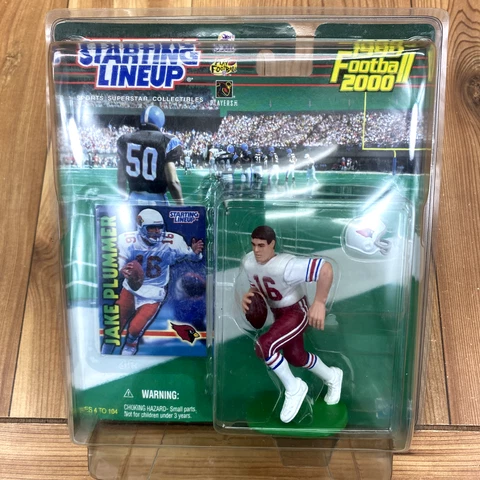 STARTING
LINEUP
SPORTS SUPERSTAR COLLECTIBLES
Football
2000
50
JAKE PLUMMER
STARTING
LINEUP
16
16
WARNING:
CHOKING HAZARD- Small parts.
Not for children under 3 years.